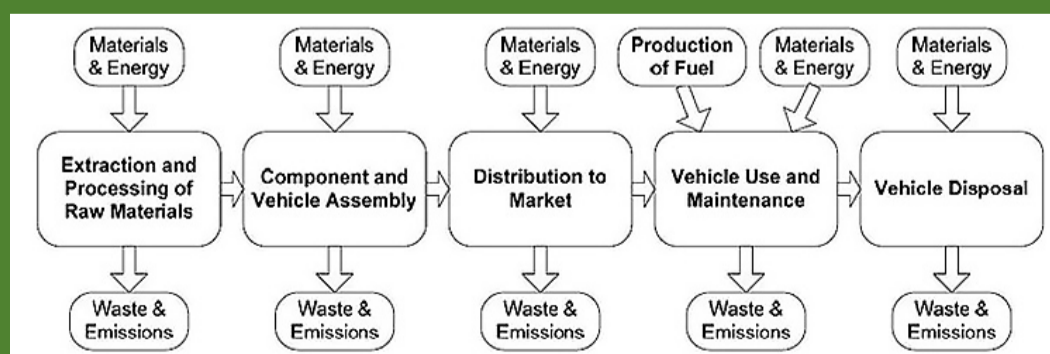 Materials
& Energy
Materials
& Energy
Materials
& Energy
Production
of Fuel
Materials
& Energy
Materials
& Energy
Extraction and
Processing of
Raw Materials
Component and
Vehicle Assembly
Distribution to
Market
Vehicle Use and
Maintenance
Vehicle Disposal
Waste &
Emissions
Waste &
Emissions
Waste &
Emissions
Waste &
Emissions
Waste &
Emissions